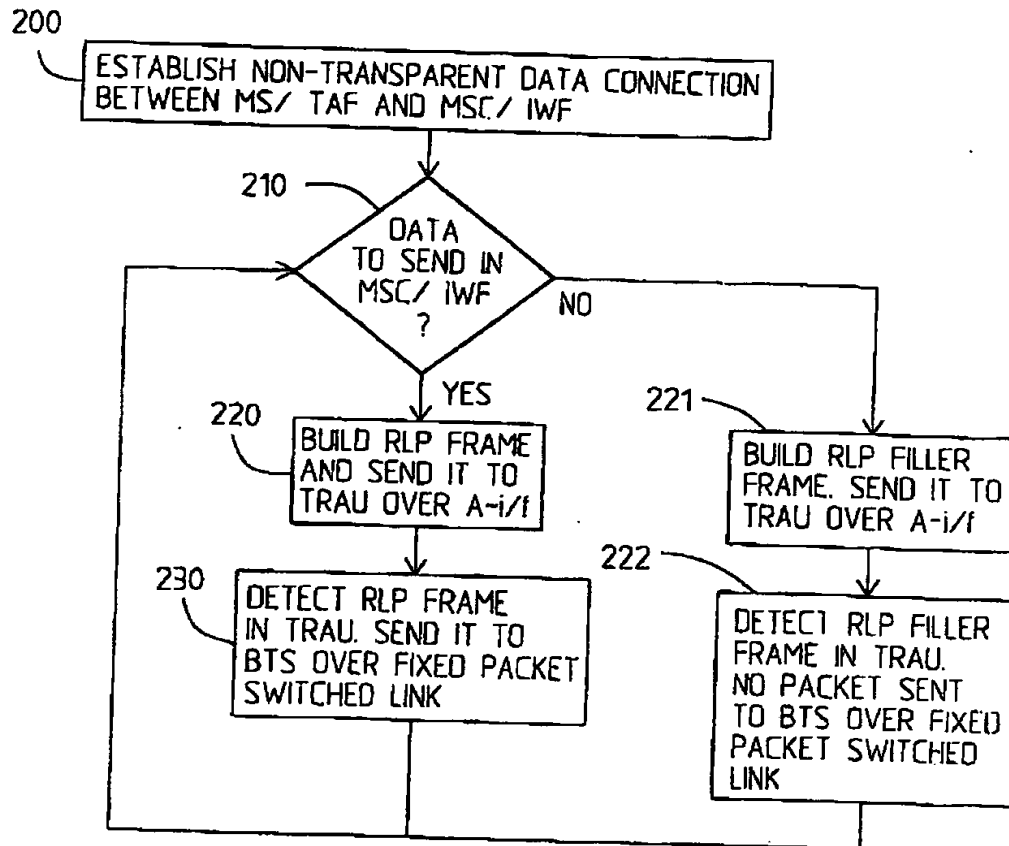 200
ESTABLISH NON-TRANSPARENT DATA CONNECTION
BETWEEN MS/ TAF AND MSC/ IWF
210
DATA
TO SEND IN
MSC/ IWF
?
NO
YES
220
BUILD RLP FRAME
AND SEND IT TO
TRAU OVER A-i/f
221
BUILD RLP FILLER
FRAME. SEND IT TO
TRAU OVER A-i/f
230
DETECT RLP FRAME
IN TRAU. SEND IT TO
BTS OVER FIXED PACKET
SWITCHED LINK
222
DETECT RLP FILLER
FRAME IN TRAU.
NO PACKET SENT
TO BTS OVER FIXED
PACKET SWITCHED
LINK